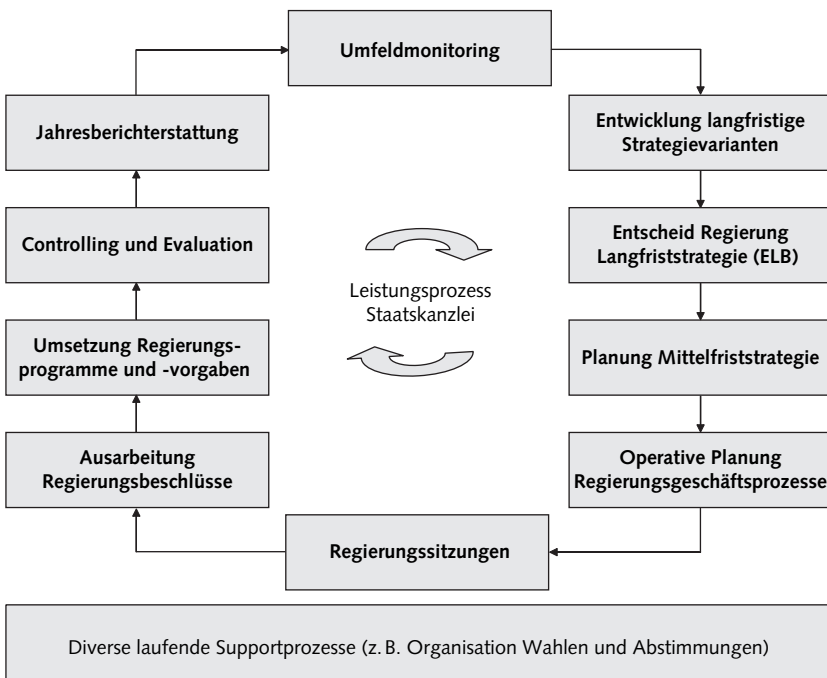 Umfeldmonitoring
Entwicklung langfristige
Strategievarianten
Entscheid Regierung
Langfriststrategie (ELB)
Planung Mittelfriststrategie
Operative Planung
Regierungsgeschäftsprozesse
Regierungssitzungen
Ausarbeitung
Regierungsbeschlüsse
Umsetzung Regierungs-
programme und -vorgaben
Controlling und Evaluation
Jahresberichterstattung
Leistungsprozess
Staatskanzlei
Diverse laufende Supportprozesse (z. B. Organisation Wahlen und Abstimmungen)